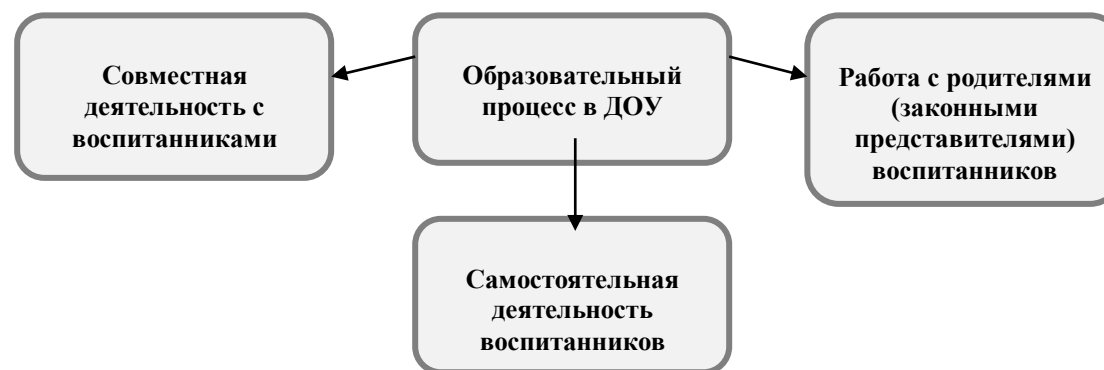 Совместная
деятельность с
воспитанниками
Образовательный
процесс в ДОУ
Работа с родителями
(законными
представителями)
воспитанников
Самостоятельная
деятельность
воспитанников